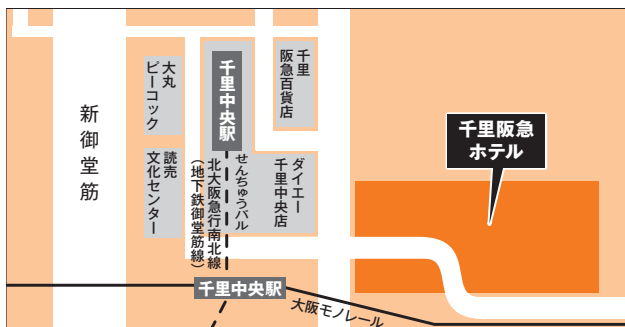 新御堂筋
大丸
ピーコック
読売
文化センター
千里中央駅
千里
阪急百貨店
せんちゅうパル
北大阪急行南北線
（地下鉄御堂筋線）
ダイエー
千里中央店
千里阪急
ホテル
千里中央駅
大阪モノレール